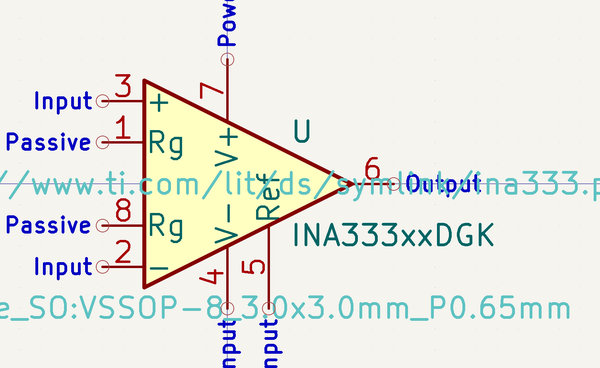 Powe
3
Input
7
+
1
Passive
Rg
V+
U
6
Output
//www.ti.com/lit/ds/symlink/ina333.p
8
Passive
Rg
V-
Ref
INA333xxDGK
2
Input
-
4
5
e_SO:VSSOP-8_3.0x3.0mm_P0.65mm
nput
nput